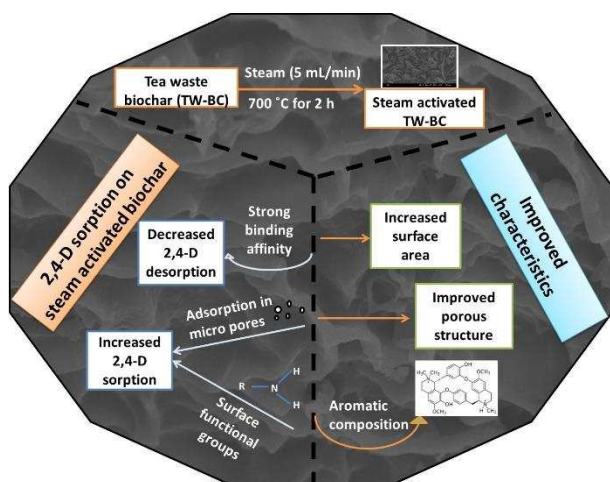 Tea waste
biochar (TW-BC)
Steam (5 mL/min)
700 ˚C for 2 h
Steam activated
TW-BC
2,4-D sorption on
steam activated biochar
Improved
characteristics
Strong
binding
affinity
Decreased
2,4-D
desorption
Increased
surface
area
Adsorption in
micro pores
Improved
porous
structure
Increased
2,4-D
sorption
R
N
H
H
Surface
functional
groups
Aromatic
composition